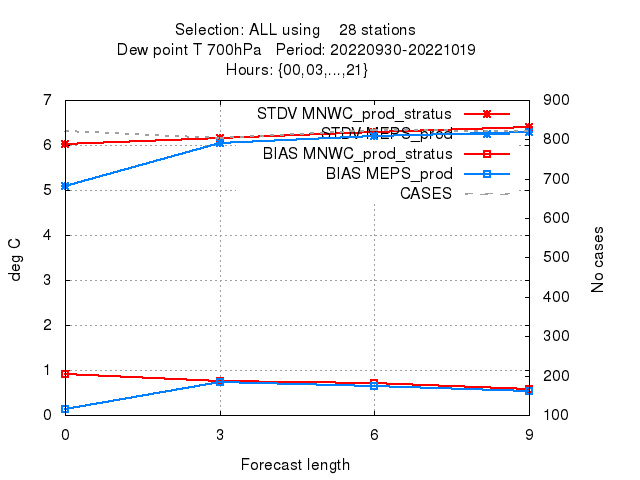 Selection: ALL using 28 stations
Dew point T 700hPa Period: 20220930-20221019
Hours: {00,03,...,21}
7 900
STDV MNWC_prod_stratus
STDV MEPS_prod
BIAS MNWC_prod_stratus
BIAS MEPS_prod
CASES
6 800
5 700
4 600
3 500
2 400
1 300
0 200
100
deg C
No cases
0 3 6 9
Forecast length